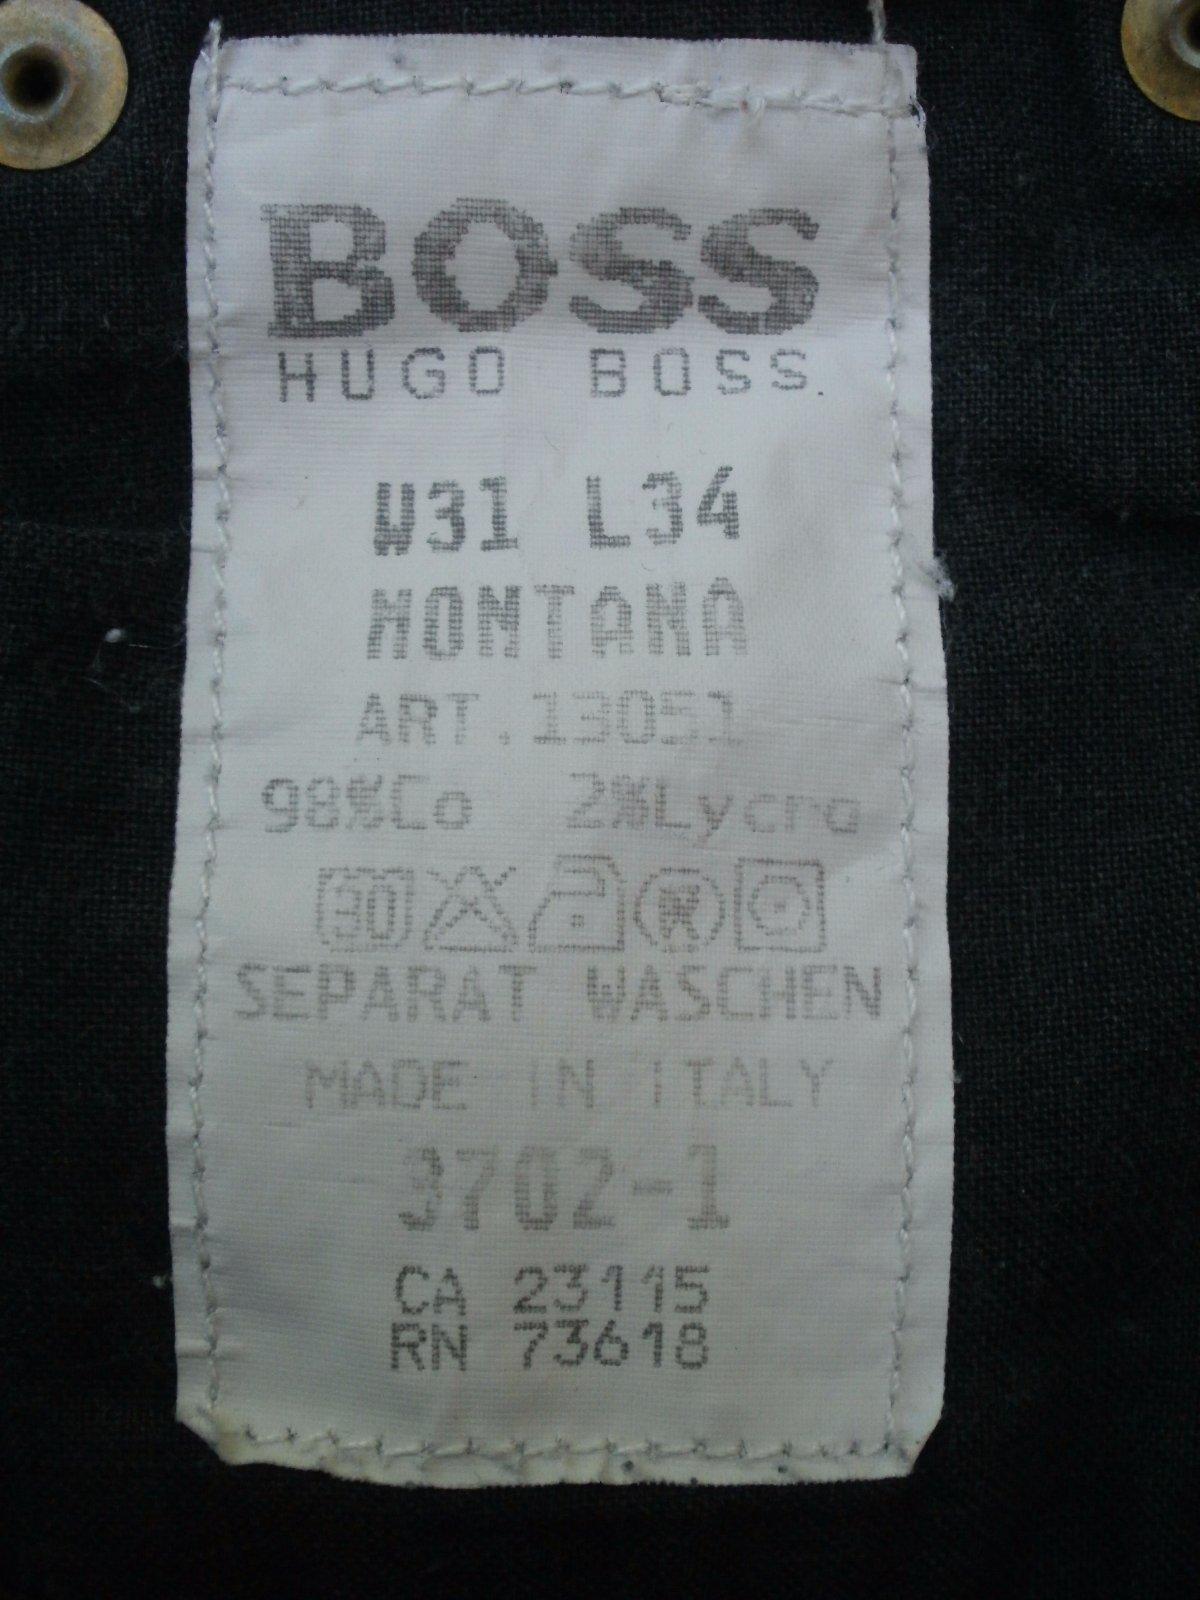 BOSS
HUGO BOSS
W31 L34
MONTANA
ART.13051
98%Co 2%Lycra
30 R
SEPARAT WASCHEN
MADE IN ITALY
3702-1
CA 23115
RN 73618